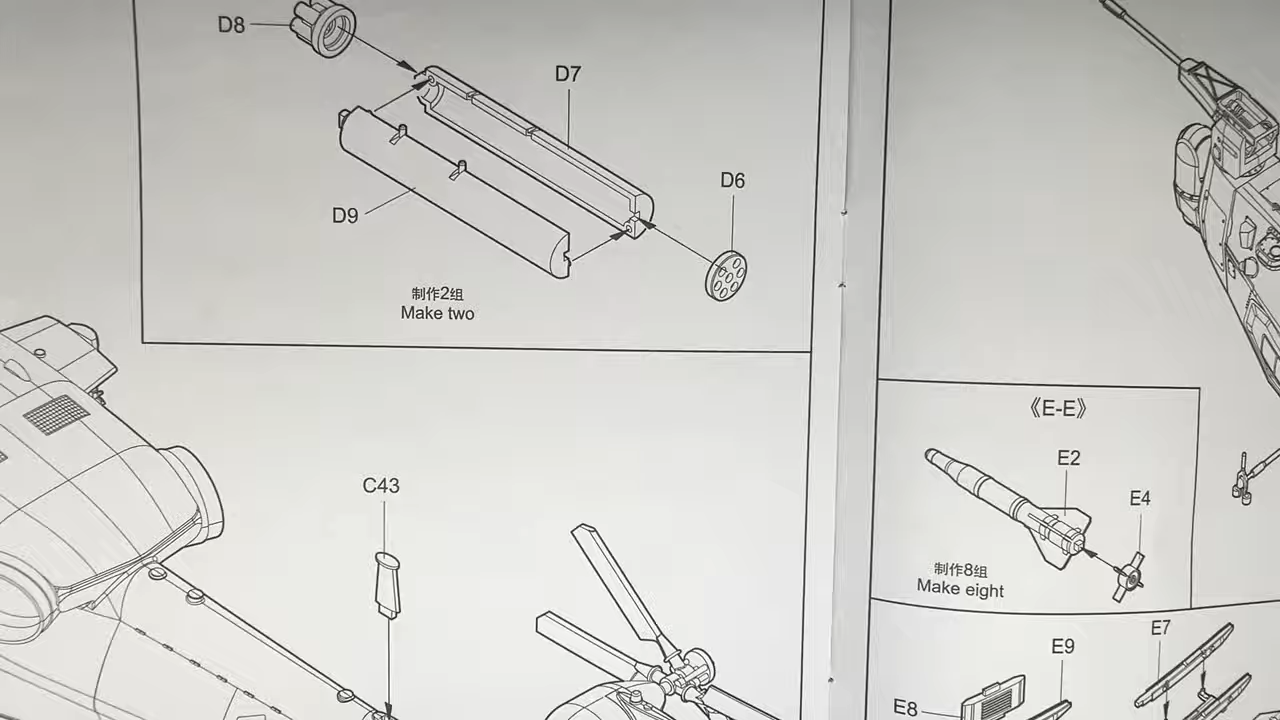 D8
D7
D6
D9
制作2组
Make two
C43
《E-E》
E2
E4
制作8组
Make eight
E7
E9
E8